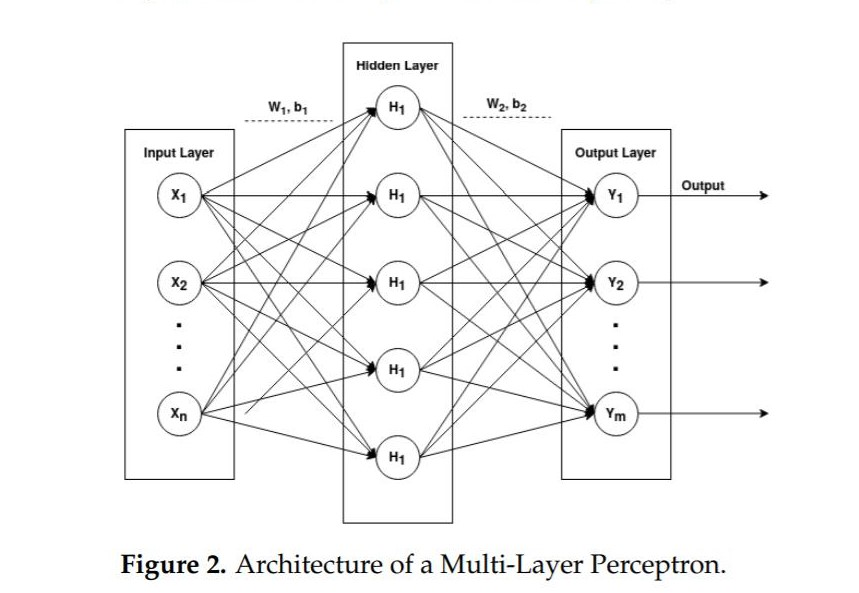 Hidden Layer
W1, b1
W2, b2
H1
Input Layer
Output Layer
X1
H1
Y1
Output
X2
H1
Y2
H1
Xn
Ym
H1
Figure 2. Architecture of a Multi-Layer Perceptron.